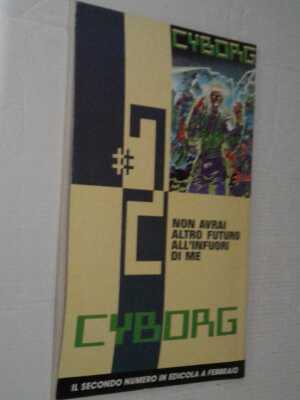 CYBORG
#2
NON AVRAI
ALTRO FUTURO
ALL'INFUORI
DI ME
CYBORG
IL SECONDO NUMERO IN EDICOLA A FEBBRAIO